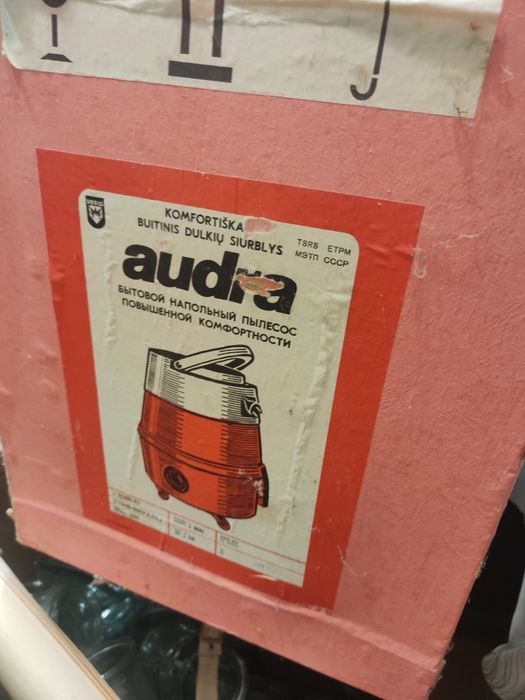 KOMFORTIŠKA
BUITINIS DULKIŲ SIURBLYS
TSRS ETPM
МЭТП СССР
audra
БЫТОВОЙ НАПОЛЬНЫЙ ПЫЛЕСОС
ПОВЫШЕННОЙ КОМФОРТНОСТИ